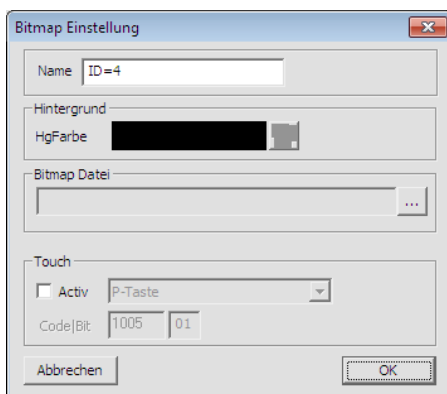 Bitmap Einstellung
Name ID=4
Hintergrund
HgFarbe
Bitmap Datei
...
Touch
Activ P-Taste
Code|Bit 1005 01
Abbrechen OK